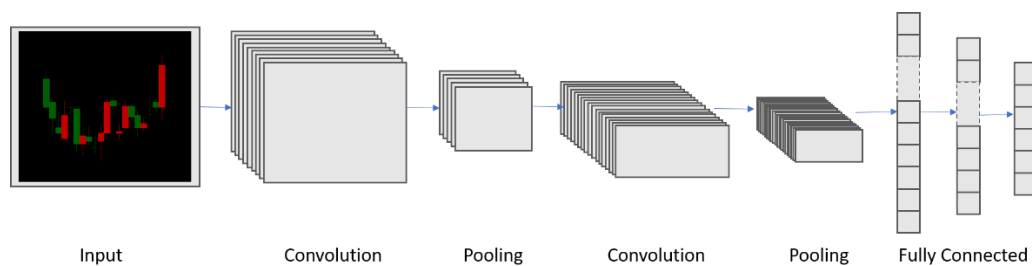 Input
Convolution
Pooling
Convolution
Pooling
Fully Connected